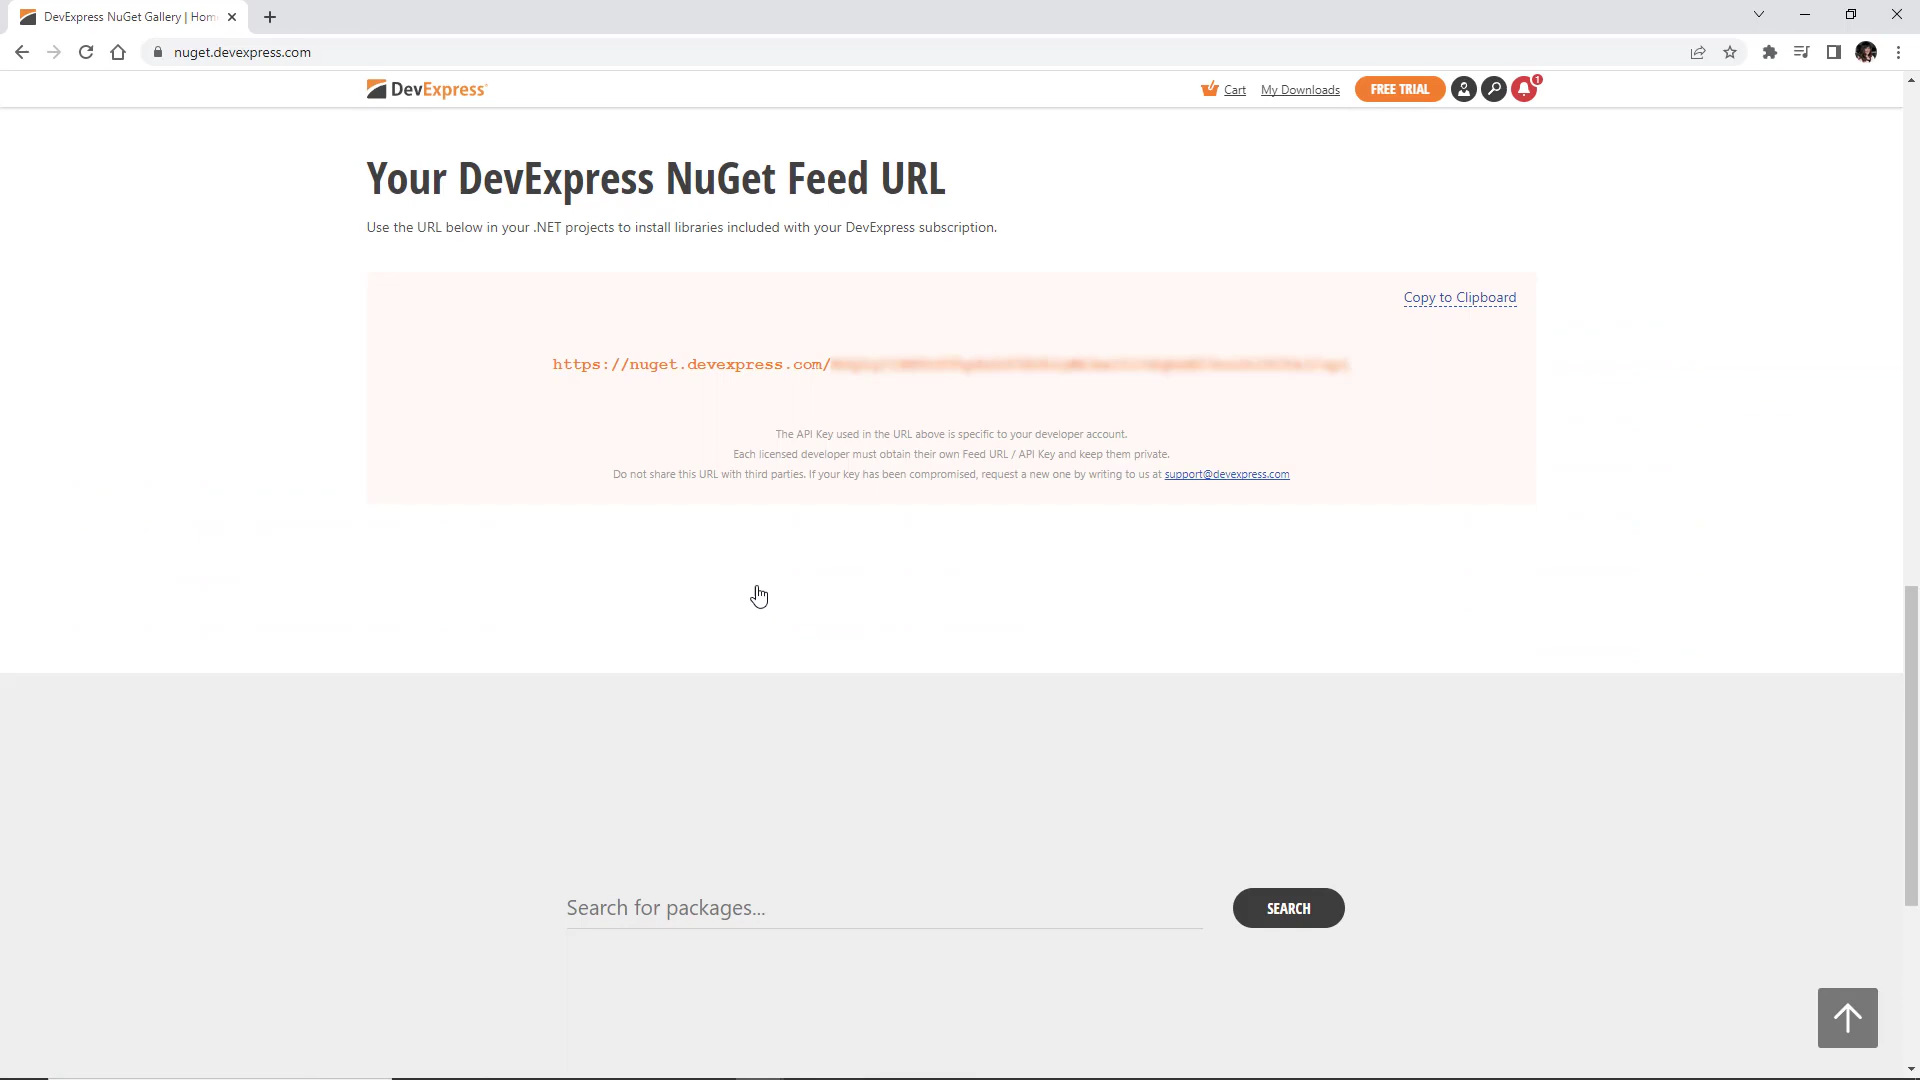 DevExpress NuGet Gallery | Hom
nuget.devexpress.com
DevExpress
Cart
My Downloads
FREE TRIAL
1
Your DevExpress NuGet Feed URL
Use the URL below in your .NET projects to install libraries included with your DevExpress subscription.
Copy to Clipboard
https://nuget.devexpress.com/
The API Key used in the URL above is specific to your developer account.
Each licensed developer must obtain their own Feed URL / API Key and keep them private.
Do not share this URL with third parties. If your key has been compromised, request a new one by writing to us at support@devexpress.com
Search for packages...
SEARCH